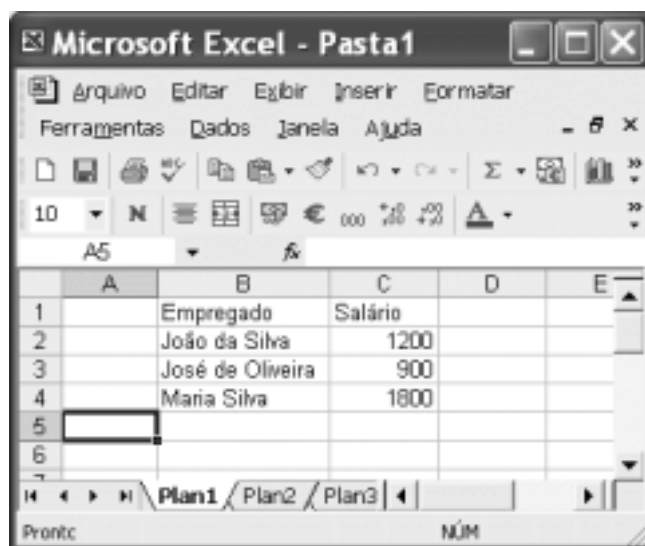 Microsoft Excel - Pasta1
Arquivo Editar Exibir Inserir Formatar
Ferramentas Dados Janela Ajuda
10 N 000
A5 fx
A B C D E
1 Empregado Salário
2 João da Silva 1200
3 José de Oliveira 900
4 Maria Silva 1800
5
6
Plan1 Plan2 Plan3
Pronto NÚM